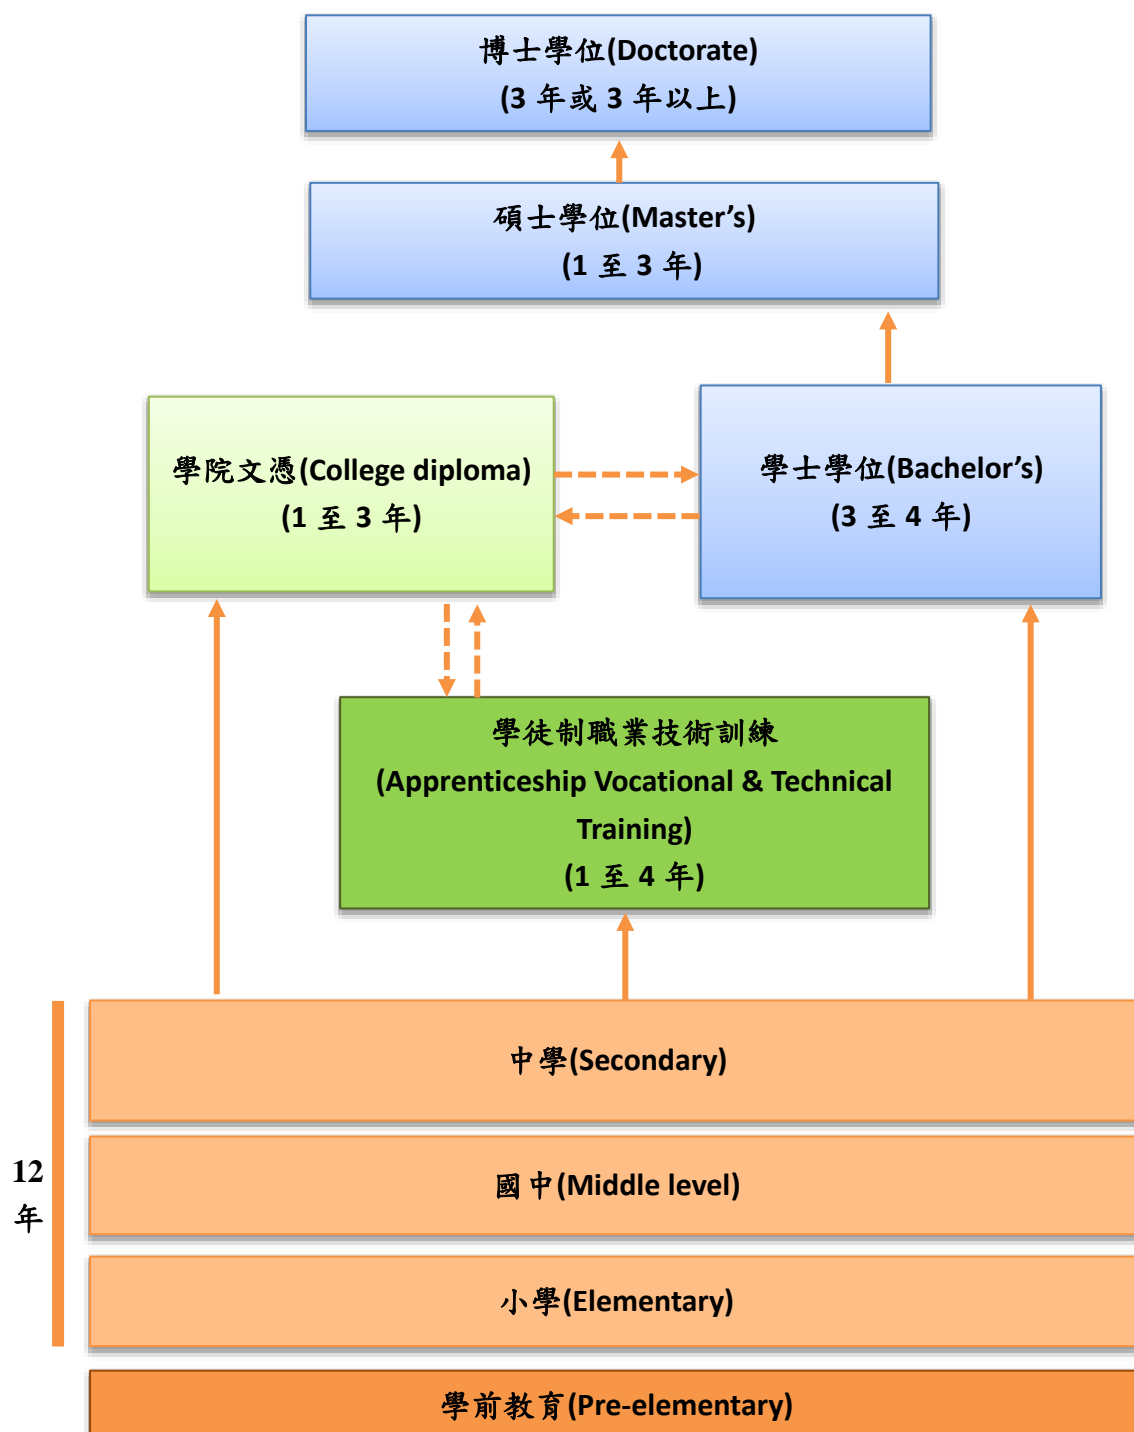 博士學位(Doctorate)
(3 年或 3 年以上)
碩士學位(Master’s)
(1 至 3 年)
學院文憑(College diploma)
(1 至 3 年)
學士學位(Bachelor’s)
(3 至 4 年)
學徒制職業技術訓練
(Apprenticeship Vocational & Technical
Training)
(1 至 4 年)
12
年
中學(Secondary)
國中(Middle level)
小學(Elementary)
學前教育(Pre-elementary)